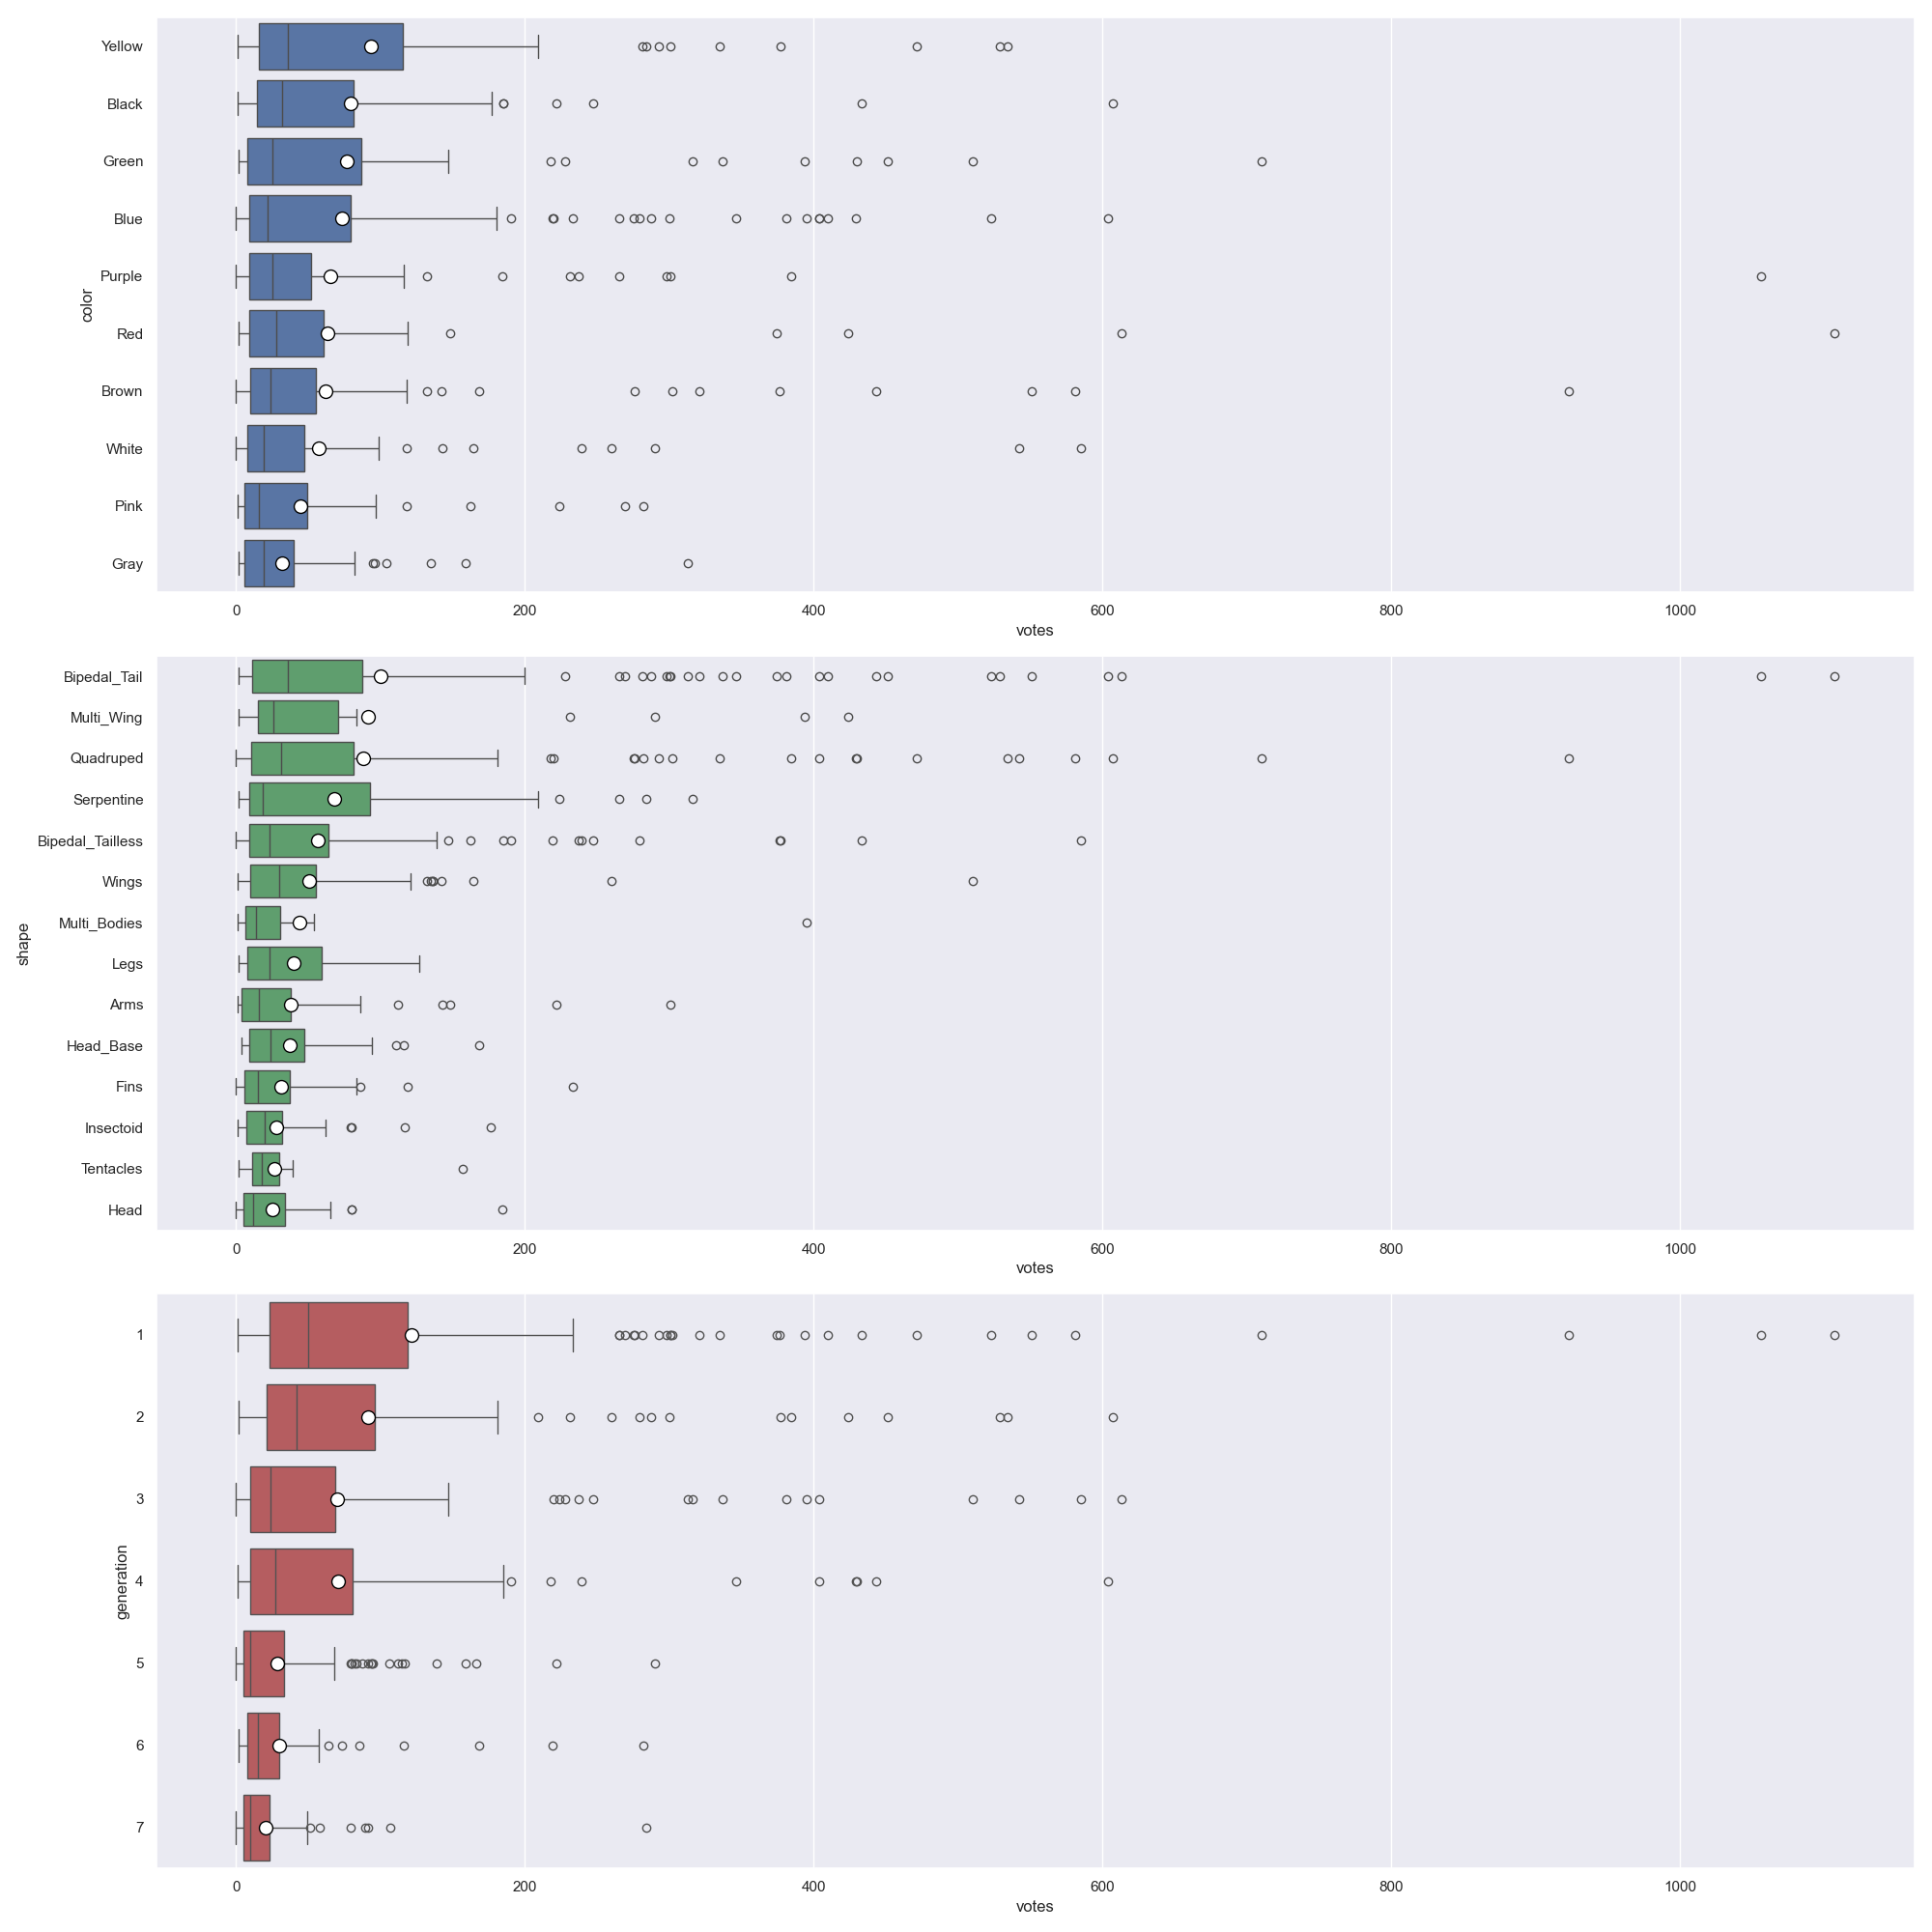 Yellow
Black
Green
Blue
Purple
Red
Brown
White
Pink
Gray
color
0 200 400 600 800 1000
votes
Bipedal_Tail
Multi_Wing
Quadruped
Serpentine
Bipedal_Tailless
Wings
Multi_Bodies
Legs
Arms
Head_Base
Fins
Insectoid
Tentacles
Head
shape
0 200 400 600 800 1000
votes
1
2
3
4
5
6
7
generation
0 200 400 600 800 1000
votes